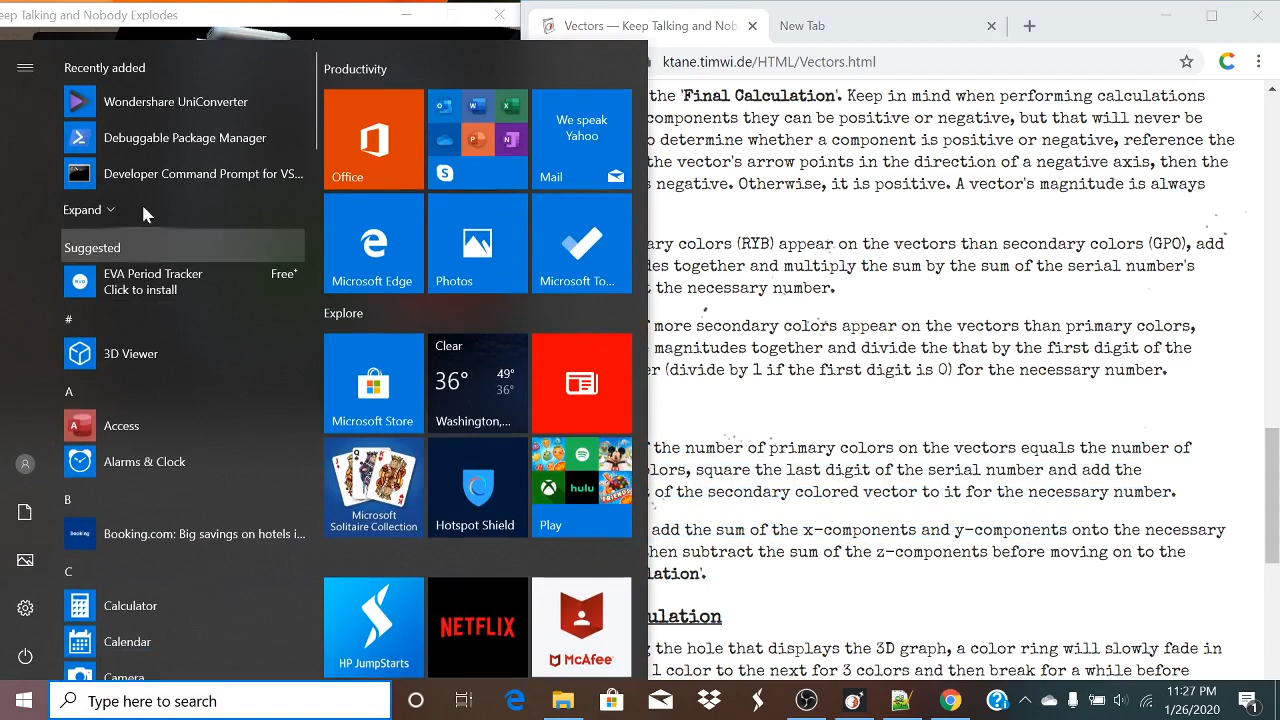 eep Talking and Nobody Explodes
Vectors — Keep Talking and Nob
New Tab
ktane.timwi.de/HTML/Vectors.html
Recently added
Wondershare UniConverter
Debuggable Package Manager
Developer Command Prompt for VS...
Expand
Suggested
EVA Period Tracker
Free+
Click to install
#
3D Viewer
A
Access
Alarms & Clock
B
Booking.com: Big savings on hotels i...
C
Calculator
Calendar
Camera
Productivity
Office
We speak
Yahoo
Mail
Microsoft Edge
Photos
Microsoft To...
Explore
Microsoft Store
Clear
36°
49°
36°
Washington,...
Microsoft
Solitaire Collection
Hotspot Shield
hulu
FRIENDS
Play
HP JumpStarts
NETFLIX
McAfee
the 'Final Calculation'. Keep in mind when performing calculations
components they can be positive or negative, but that will never be
o determine whether a component is positive or negative, reference the
the vector's arrow points in the direction of a negative axis, then the
negative. Otherwise, it is positive. A vector's magnitude is always
ry colors (RYB) appear on the vectors than secondary colors (GPO), add
des together and multiply the sum by the sum of the serial number's
t the necessary number.
f more secondary colors appear on the vectors than primary colors,
e magnitudes together and divide the that by the first digit of the
r (divide by 1 if the first digit is 0) for the necessary number.
f the number of primary colors on the vectors equals the number of
olors, square the last digit of the serial number and add the
of the secondary colored vector to it for the necessary number.
add the sum of the x-components and y-components onto the necessary
hen subtract the sum of the z-components before moving on to the
lation'.
ulation
g the hole that displays the 3D graph, a color ring will slowly fade in
1 color to the next for 3 colors and then be invisible for a while before
Type here to search
11:27 PM
1/26/2020